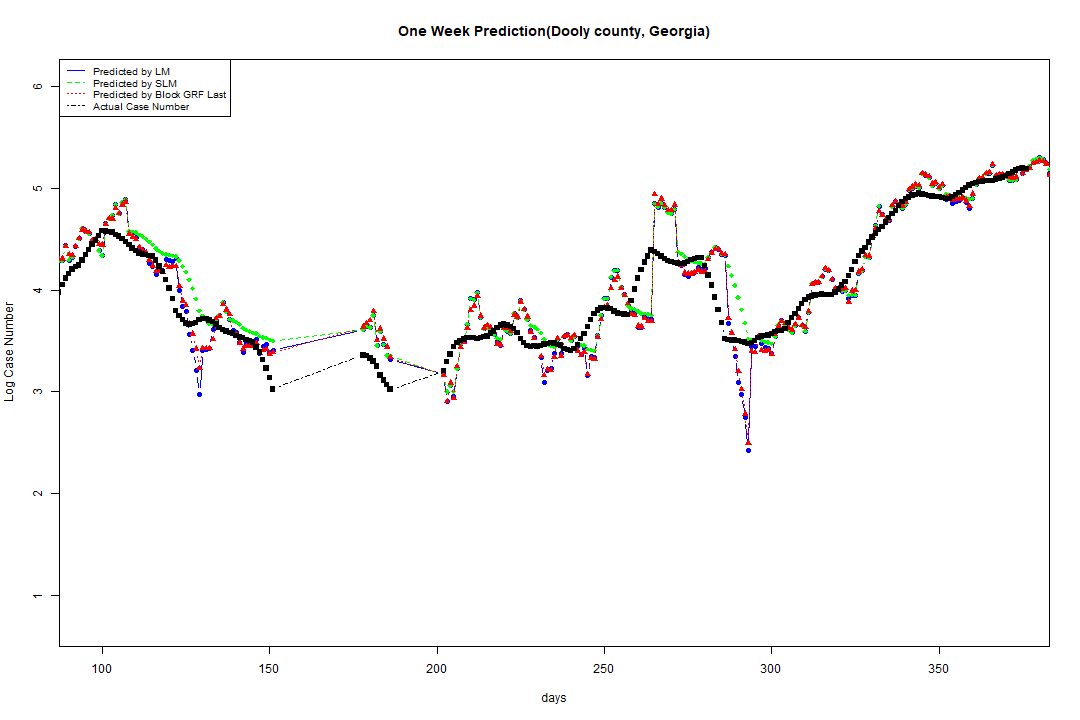 One Week Prediction(Dooly county, Georgia)
Predicted by LM
Predicted by SLM
Predicted by Block GRF Last
Actual Case Number
6
5
4
3
2
1
Log Case Number
100 150 200 250 300 350
days